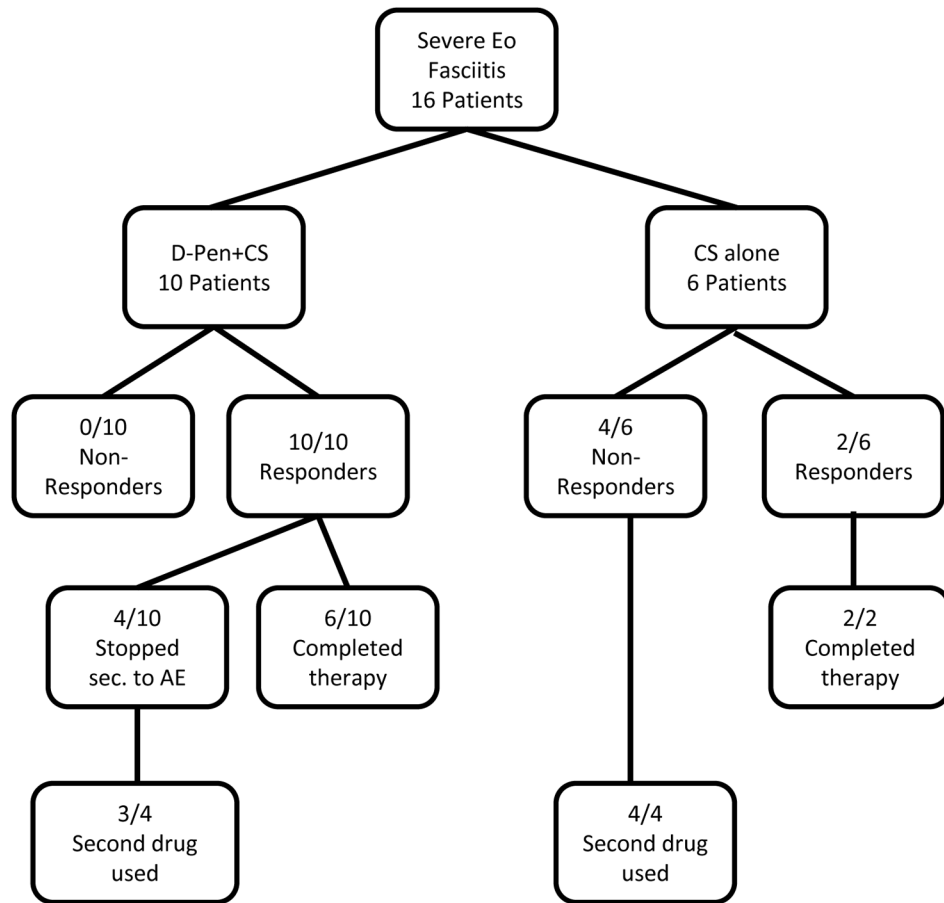 Severe Eo
Fasciitis
16 Patients
D-Pen+CS
10 Patients
CS alone
6 Patients
0/10
Non-
Responders
10/10
Responders
4/6
Non-
Responders
2/6
Responders
4/10
Stopped
sec. to AE
6/10
Completed
therapy
2/2
Completed
therapy
3/4
Second drug
used
4/4
Second drug
used